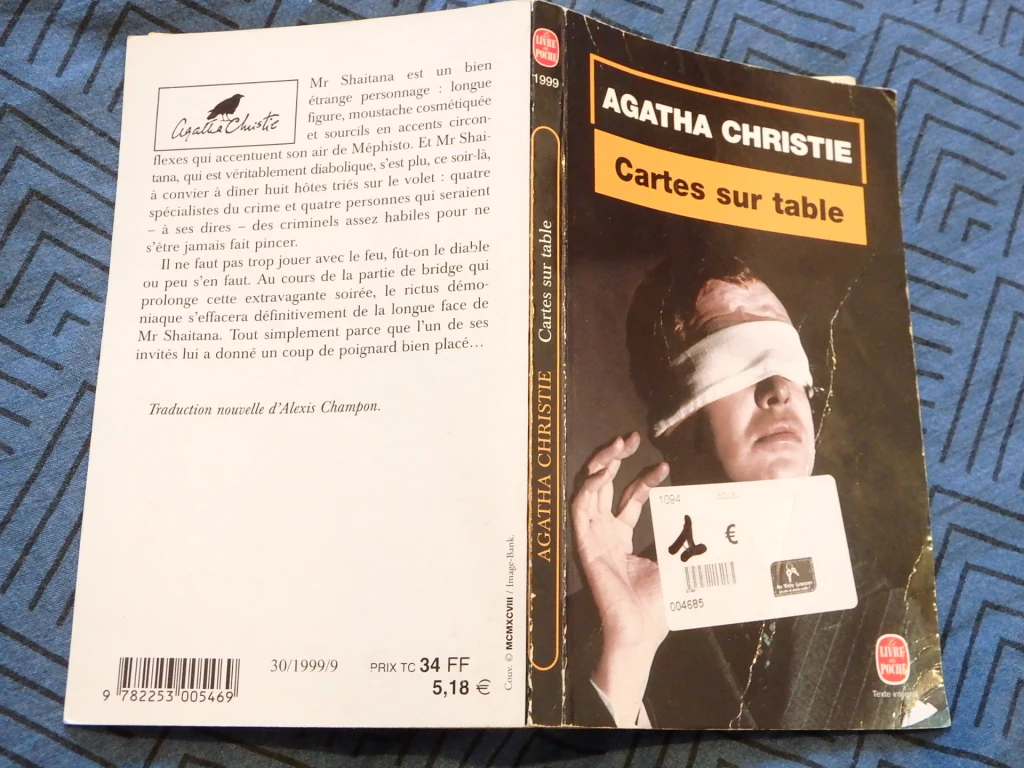 Agatha Christie
Mr Shaitana est un bien
étrange personnage : longue
figure, moustache cosmétiquée
et sourcils en accents circon-
flexes qui accentuent son air de Méphisto. Et Mr Shai-
tana, qui est véritablement diabolique, s'est plu, ce soir-là,
à convier à dîner huit hôtes triés sur le volet : quatre
spécialistes du crime et quatre personnes qui seraient
– à ses dires – des criminels assez habiles pour ne
s'être jamais fait pincer.
Il ne faut pas trop jouer avec le feu, fût-on le diable
ou peu s'en faut. Au cours de la partie de bridge qui
prolonge cette extravagante soirée, le rictus démo-
niaque s'effacera définitivement de la longue face de
Mr Shaitana. Tout simplement parce que l'un de ses
invités lui a donné un coup de poignard bien placé...
Traduction nouvelle d'Alexis Champon.
9 782253 005469
30/1999/9
PRIX TC 34 FF
5,18 €
Couv. © MCMXCVIII / Image-Bank.
Le
LIVRE
de
POCHE
1999
AGATHA CHRISTIE Cartes sur table
AGATHA CHRISTIE
Cartes sur table
1094
1 €
004685
Le
LIVRE
de
POCHE
Texte intégral